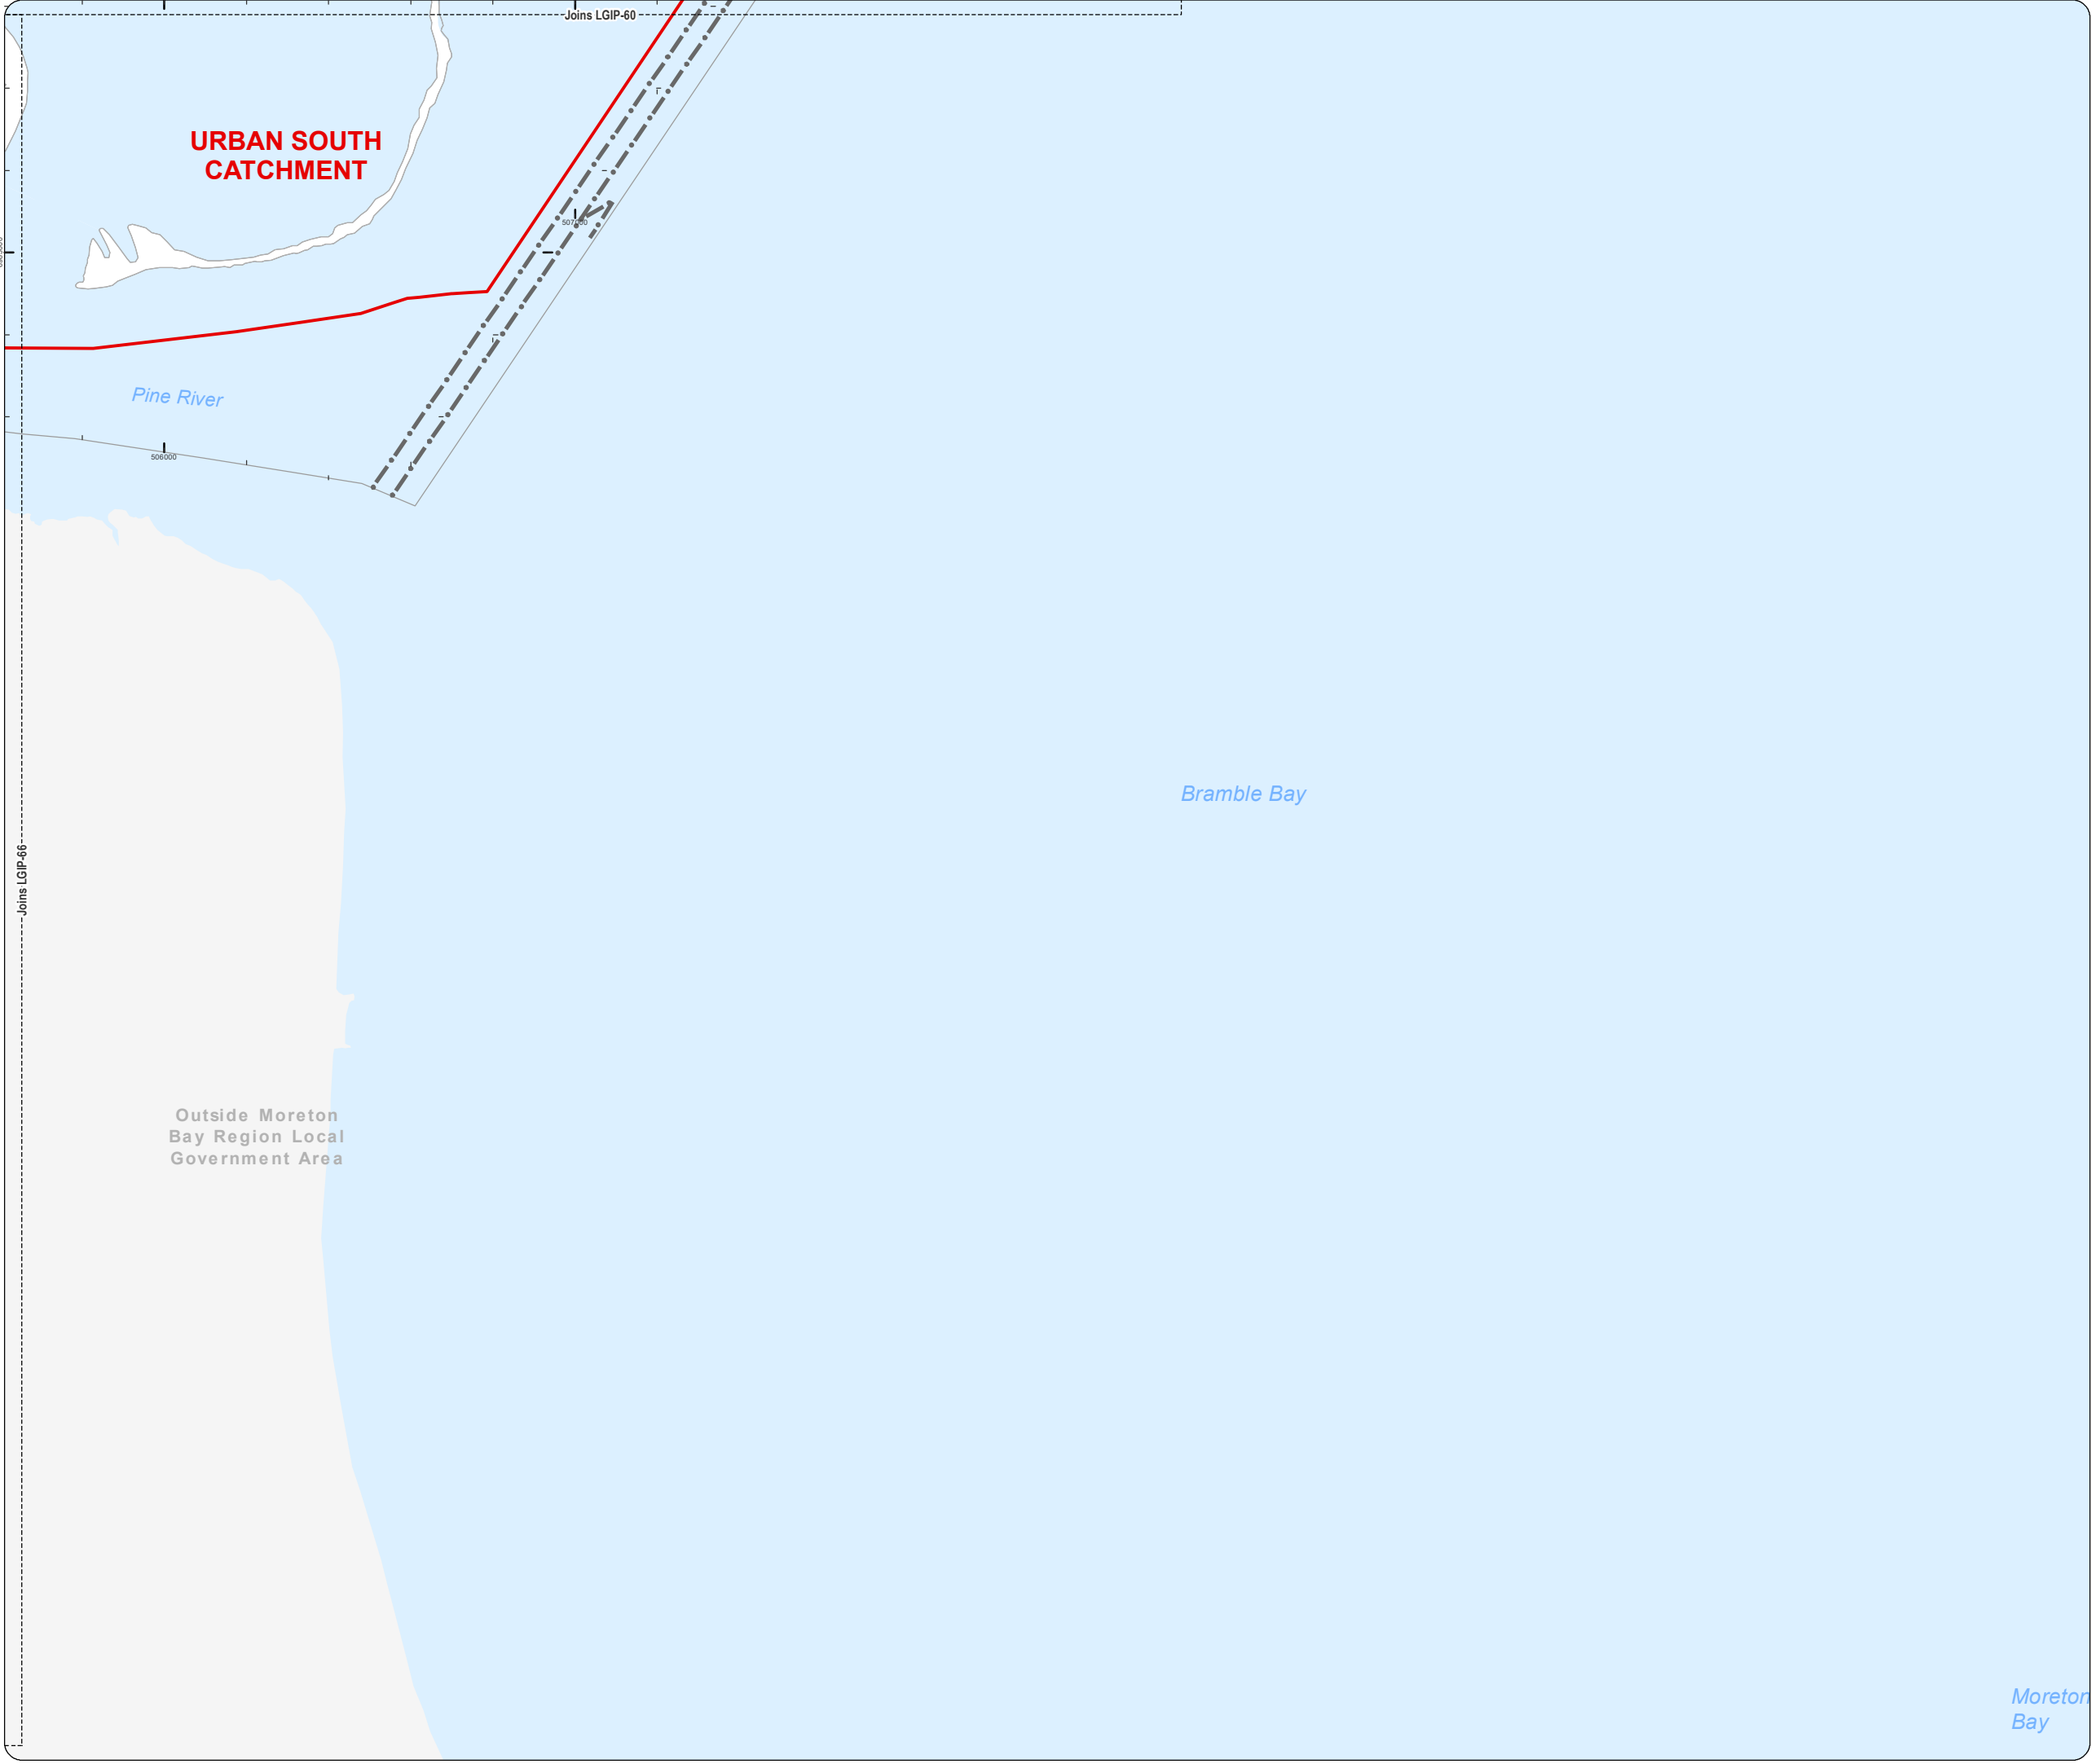 Joins LGIP-60
URBAN SOUTH
CATCHMENT
507000
Pine River
506000
Bramble Bay
Joins LGIP-66
Outside Moreton
Bay Region Local
Government Area
Moreton
Bay